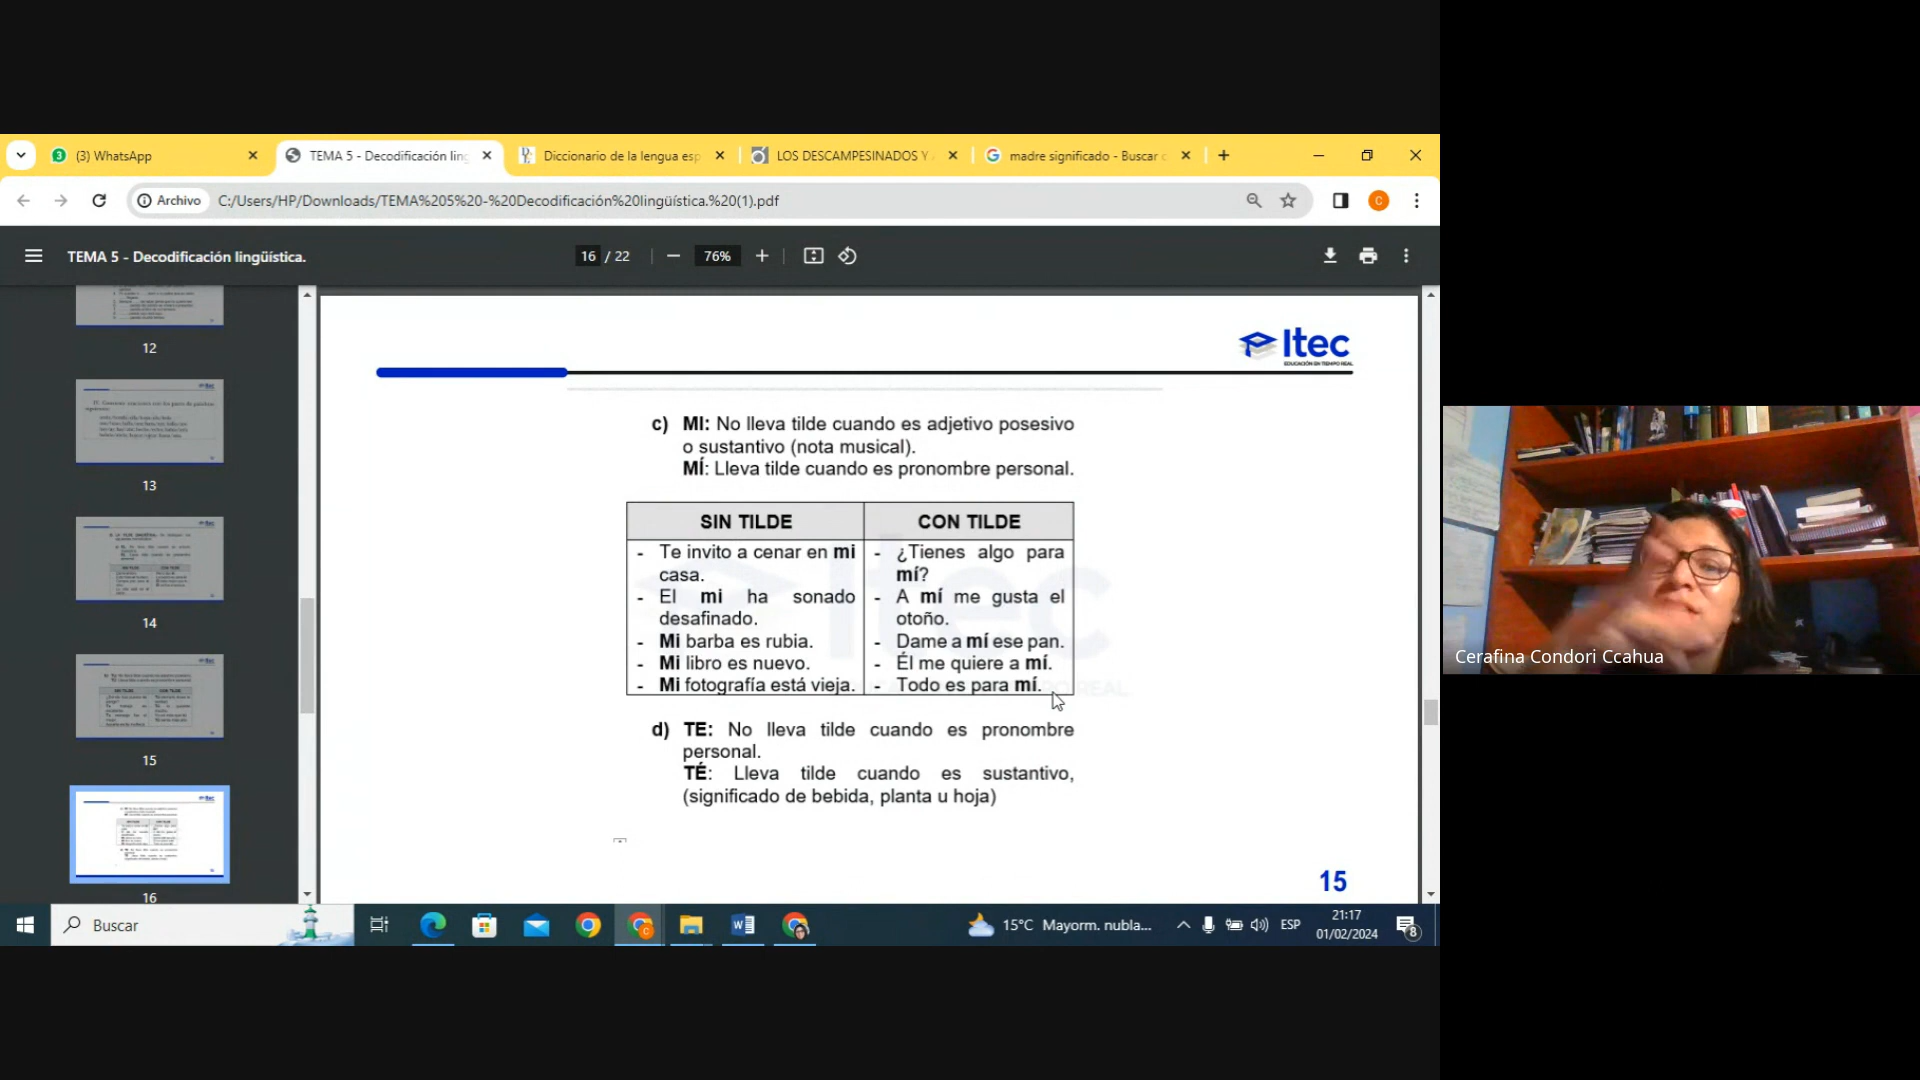 (3) WhatsApp
TEMA 5 - Decodificación ling
Diccionario de la lengua esp
LOS DESCAMPESINADOS Y
madre significado - Buscar
Archivo
C:/Users/HP/Downloads/TEMA%205%20-%20Decodificación%20lingüística.%20(1).pdf
TEMA 5 - Decodificación lingüística.
16 / 22
76%
12
13
14
15
16
Itec
EDUCACIÓN EN TIEMPO REAL
c) MI: No lleva tilde cuando es adjetivo posesivo
o sustantivo (nota musical).
MÍ: Lleva tilde cuando es pronombre personal.
SIN TILDE
- Te invito a cenar en mi
casa.
- El mi ha sonado
desafinado.
- Mi barba es rubia.
- Mi libro es nuevo.
- Mi fotografía está vieja.
CON TILDE
- ¿Tienes algo para
mí?
- A mí me gusta el
otoño.
- Dame a mí ese pan.
- Él me quiere a mí.
- Todo es para mí.
d) TE: No lleva tilde cuando es pronombre
personal.
TÉ: Lleva tilde cuando es sustantivo,
(significado de bebida, planta u hoja)
15
Buscar
15°C Mayorm. nubla...
ESP
21:17
01/02/2024
8
Cerafina Condori Ccahua